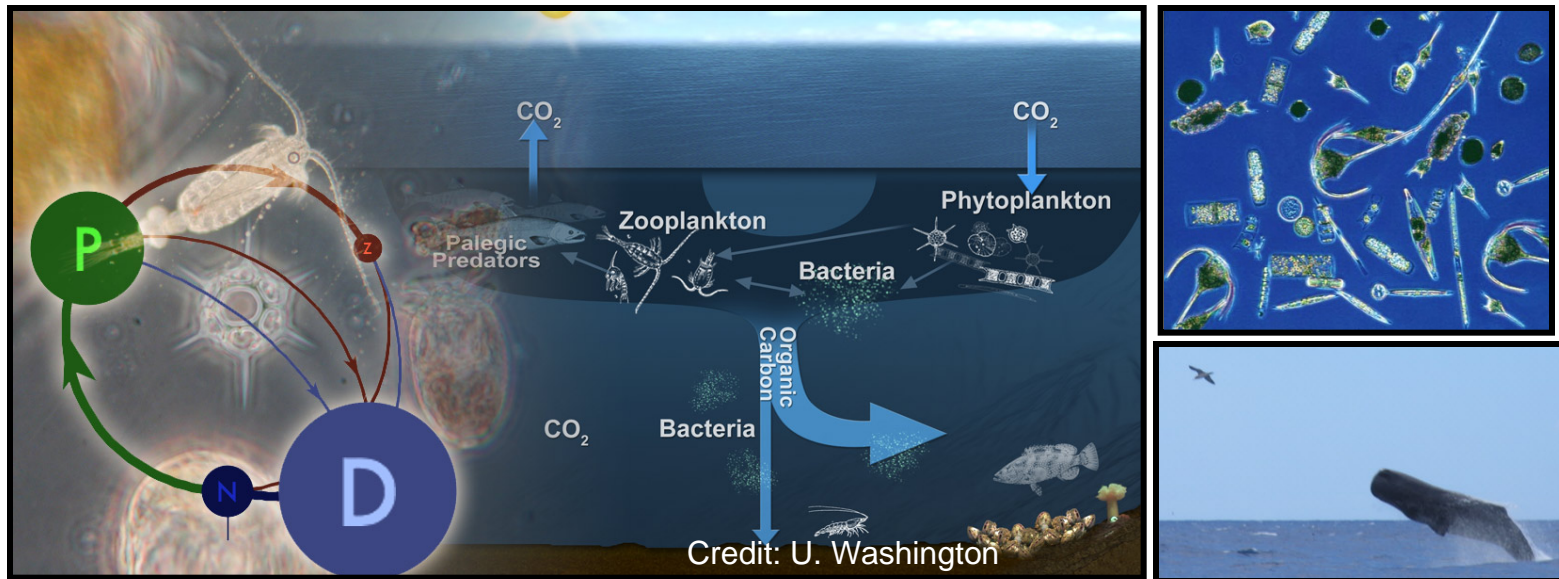 CO2
CO2
Phytoplankton
Zooplankton
P
Z
Palegic
Predators
Bacteria
Organic
Carbon
CO2
Bacteria
N
D
Credit: U. Washington